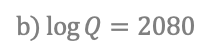 b) log Q = 2080